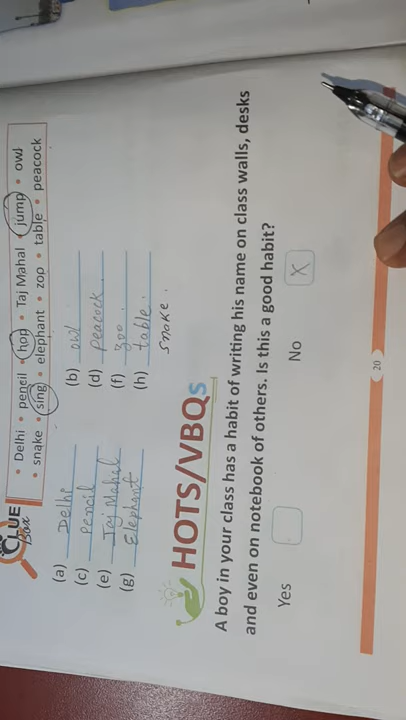 CLUE Box
• Delhi • pencil • hop • Taj Mahal • jump • owl
• snake • sing • elephant • zop • table • peacock
(a) Delhi (b) owl
(c) Pencil (d) peacock
(e) Taj Mahal (f) zoo
(g) Elephant (h) table
snake
HOTS/VBQs
A boy in your class has a habit of writing his name on class walls, desks
and even on notebook of others. Is this a good habit?
Yes No X
20